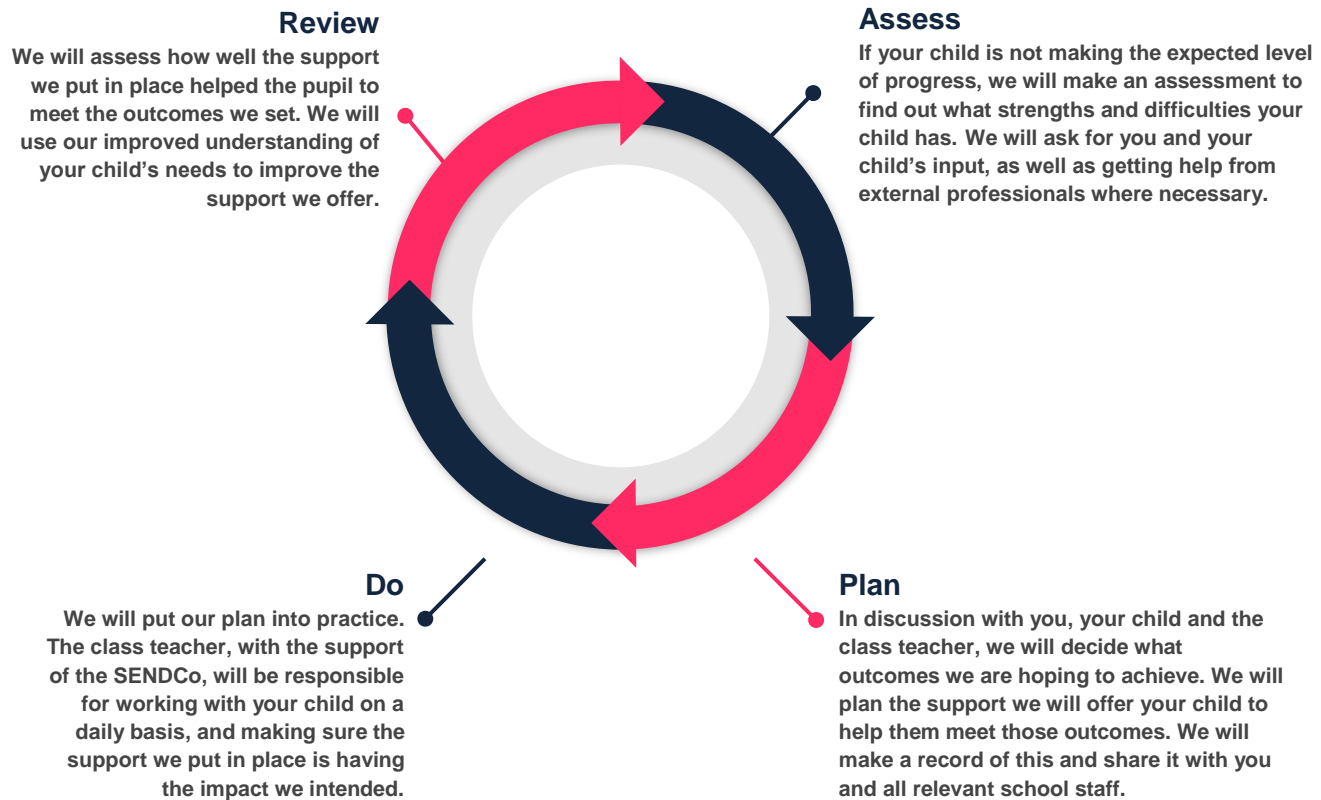 Review
We will assess how well the support
we put in place helped the pupil to
meet the outcomes we set. We will
use our improved understanding of
your child's needs to improve the
support we offer.
Assess
If your child is not making the expected level
of progress, we will make an assessment to
find out what strengths and difficulties your
child has. We will ask for you and your
child's input, as well as getting help from
external professionals where necessary.
Do
We will put our plan into practice.
The class teacher, with the support
of the SENDCo, will be responsible
for working with your child on a
daily basis, and making sure the
support we put in place is having
the impact we intended.
Plan
In discussion with you, your child and the
class teacher, we will decide what
outcomes we are hoping to achieve. We will
plan the support we will offer your child to
help them meet those outcomes. We will
make a record of this and share it with you
and all relevant school staff.